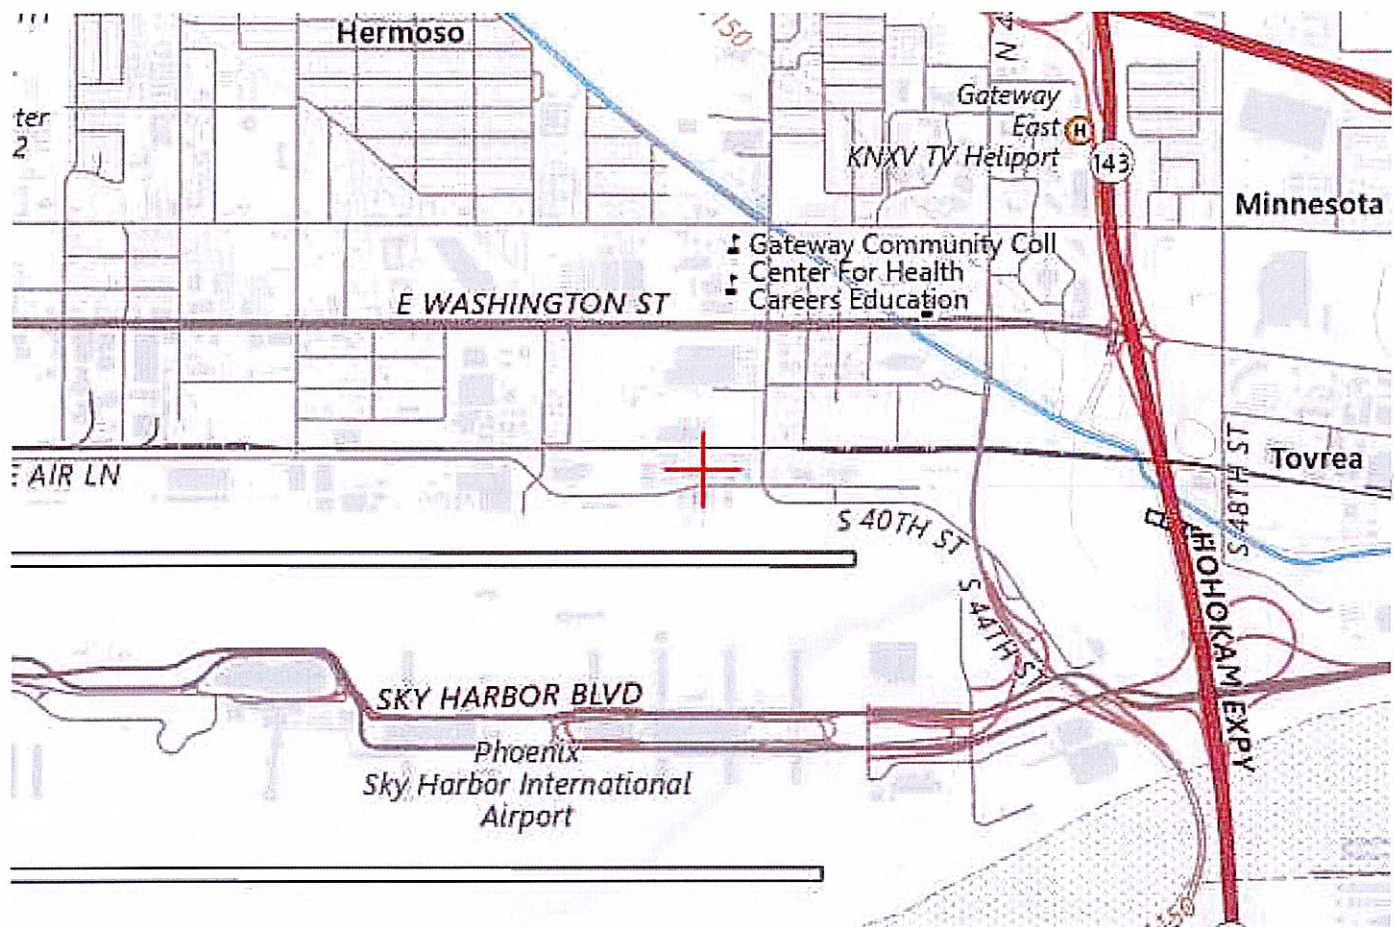 Hermoso
150
N 4
ter
2
Gateway
East
H
KNXV TV Heliport
143
Minnesota
Gateway Community Coll
Center For Health
Careers Education
E WASHINGTON ST
E AIR LN
S 40TH ST
S 48TH ST
Tovrea
S 44TH ST
HOHOKAM EXPY
SKY HARBOR BLVD
Phoenix
Sky Harbor International
Airport
1150